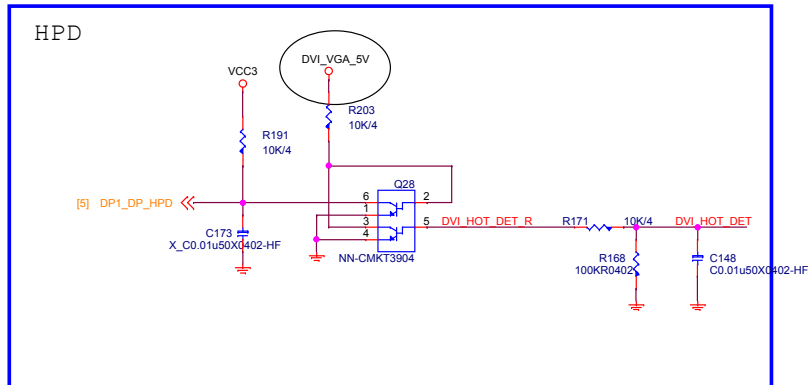 HPD
DVI_VGA_5V
VCC3
R203
10K/4
R191
10K/4
Q28
[5] DP1_DP_HPD
6
2
1
3
5
DVI_HOT_DET_R
R171
10K/4
DVI_HOT_DET
4
C173
X_C0.01u50X0402-HF
NN-CMKT3904
R168
100KR0402
C148
C0.01u50X0402-HF